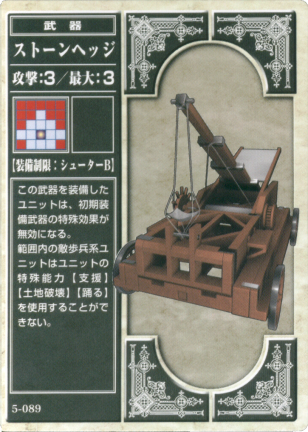 武器
ストーンヘッジ
攻撃:3／最大:3
【装備制限：シューターB】
この武器を装備した
ユニットは、初期装
備武器の特殊効果が
無効になる。
範囲内の敵歩兵系ユ
ニットはユニットの
特殊能力【支援】
【土地破壊】【踊る】
を使用することがで
きない。
5-089